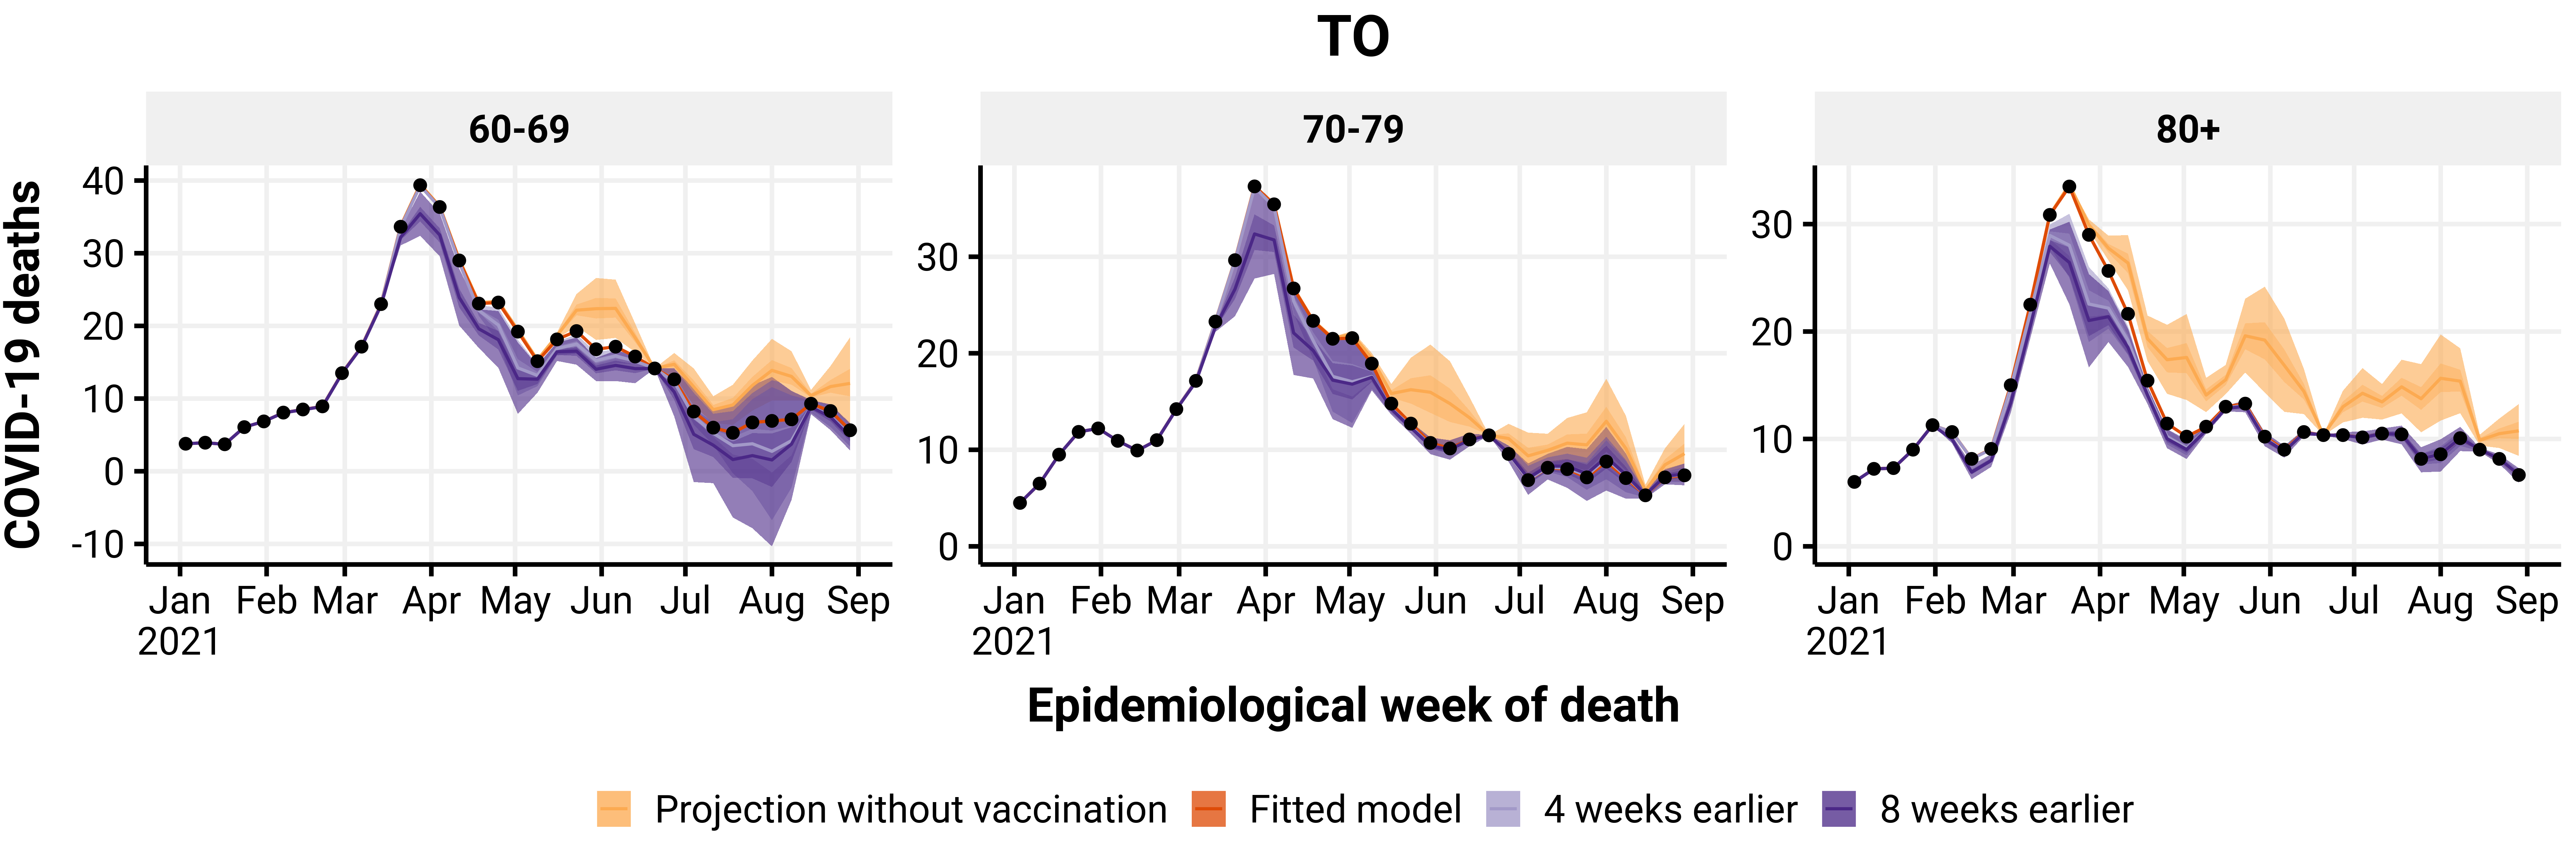 TO
60-69
70-79
80+
COVID-19 deaths
40
30
20
10
0
-10
30
20
10
0
30
20
10
0
Jan Feb Mar Apr May Jun Jul Aug Sep
2021
Jan Feb Mar Apr May Jun Jul Aug Sep
2021
Jan Feb Mar Apr May Jun Jul Aug Sep
2021
Epidemiological week of death
Projection without vaccination Fitted model 4 weeks earlier 8 weeks earlier